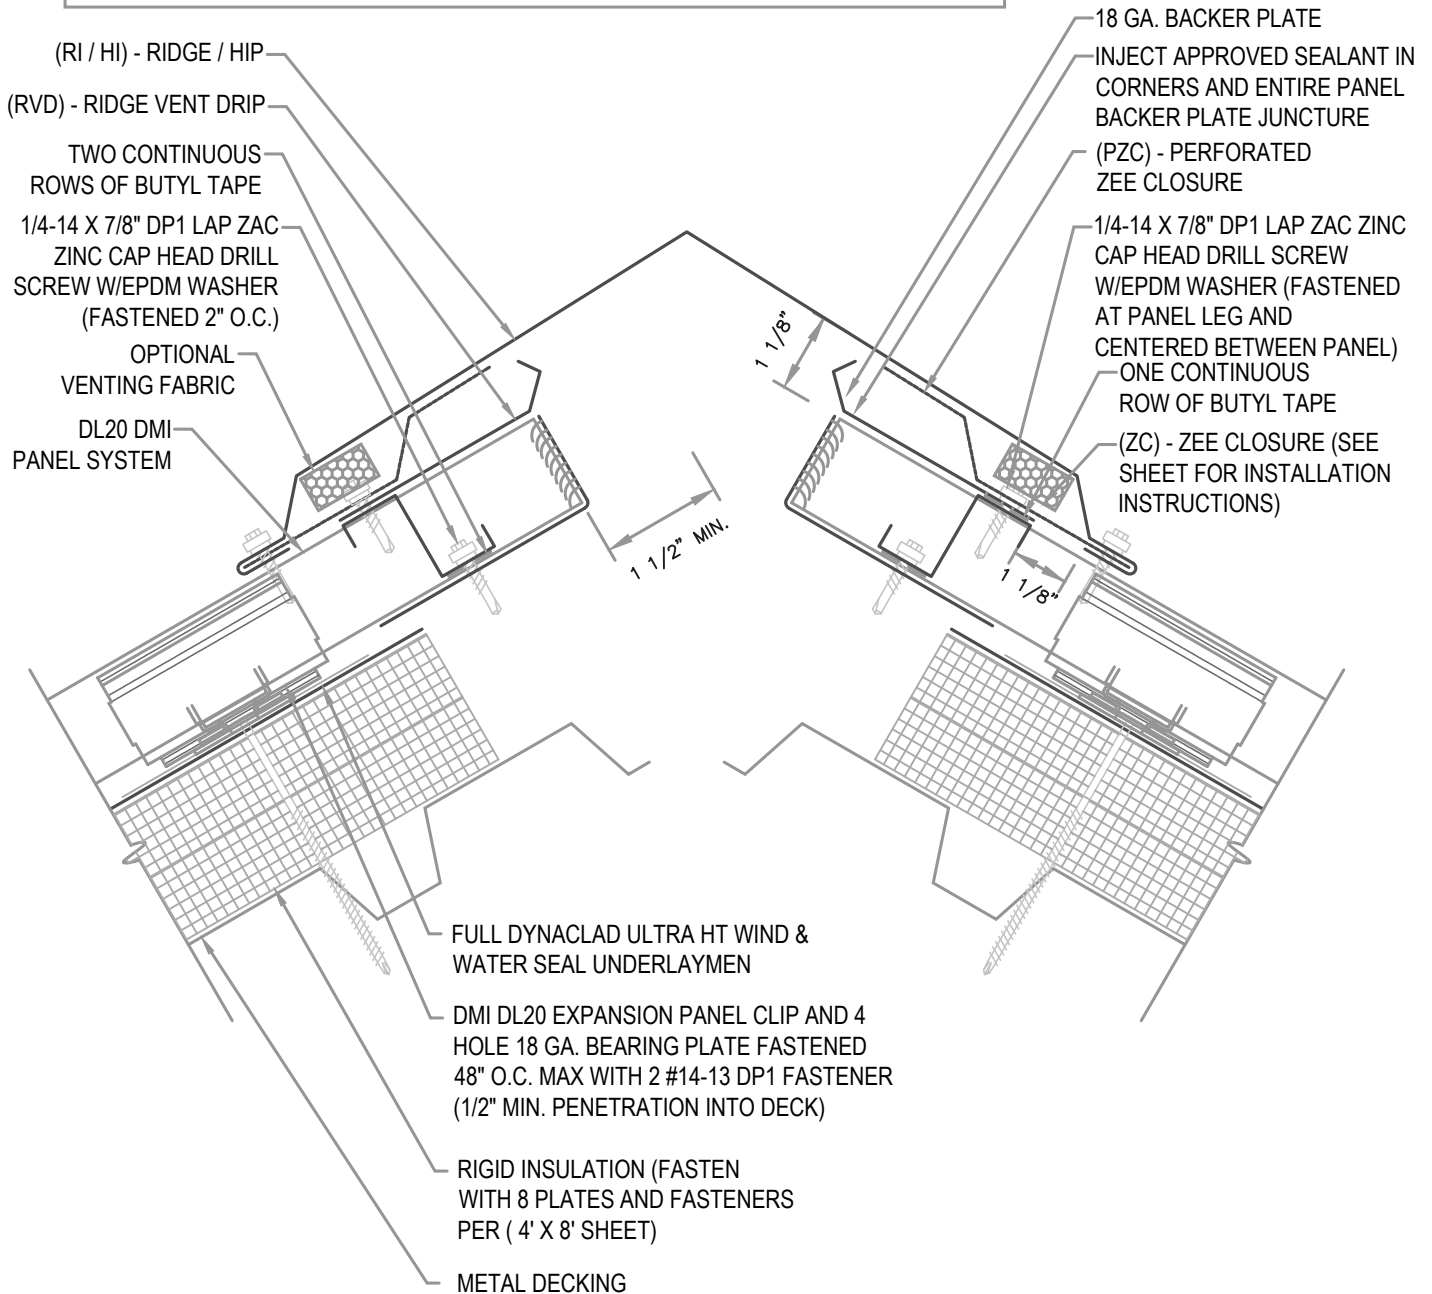 (RI / HI) - RIDGE / HIP
(RVD) - RIDGE VENT DRIP
TWO CONTINUOUS
ROWS OF BUTYL TAPE
1/4-14 X 7/8" DP1 LAP ZAC
ZINC CAP HEAD DRILL
SCREW W/EPDM WASHER
(FASTENED 2" O.C.)
OPTIONAL
VENTING FABRIC
DL20 DMI
PANEL SYSTEM
18 GA. BACKER PLATE
INJECT APPROVED SEALANT IN
CORNERS AND ENTIRE PANEL
BACKER PLATE JUNCTURE
(PZC) - PERFORATED
ZEE CLOSURE
1/4-14 X 7/8" DP1 LAP ZAC ZINC
CAP HEAD DRILL SCREW
W/EPDM WASHER (FASTENED
AT PANEL LEG AND
CENTERED BETWEEN PANEL)
ONE CONTINUOUS
ROW OF BUTYL TAPE
(ZC) - ZEE CLOSURE (SEE
SHEET FOR INSTALLATION
INSTRUCTIONS)
1 1/8"
1 1/2" MIN.
1 1/8"
FULL DYNACLAD ULTRA HT WIND &
WATER SEAL UNDERLAYMEN
DMI DL20 EXPANSION PANEL CLIP AND 4
HOLE 18 GA. BEARING PLATE FASTENED
48" O.C. MAX WITH 2 #14-13 DP1 FASTENER
(1/2" MIN. PENETRATION INTO DECK)
RIGID INSULATION (FASTEN
WITH 8 PLATES AND FASTENERS
PER ( 4' X 8' SHEET)
METAL DECKING